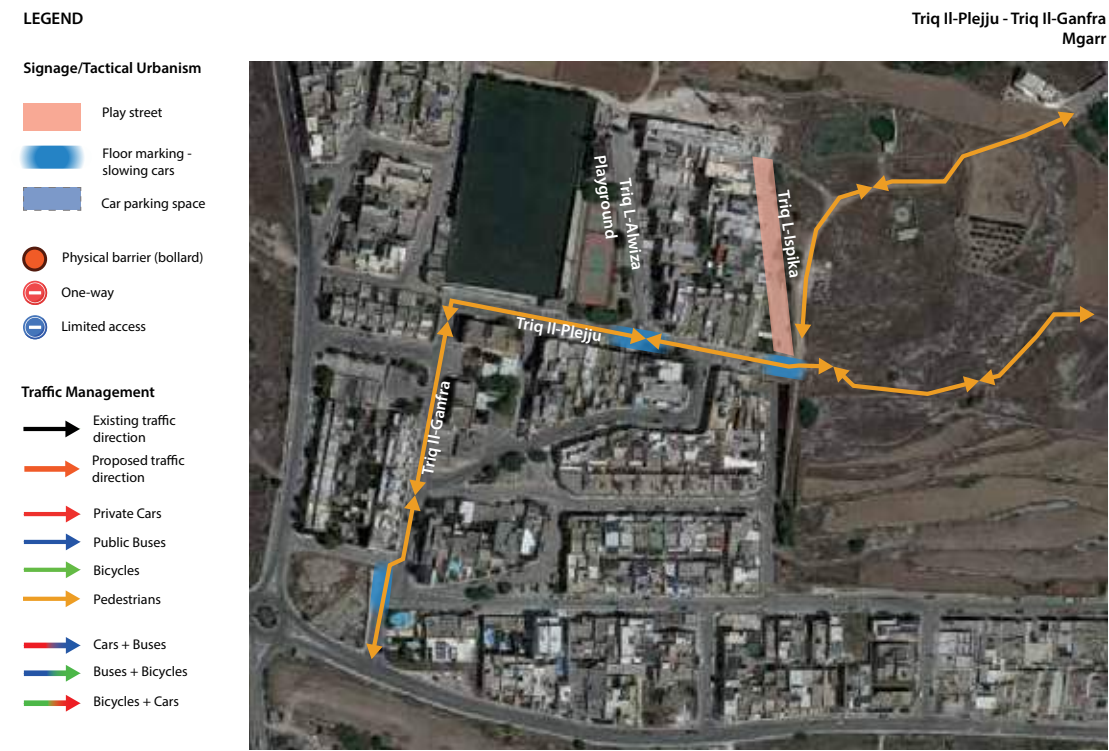 LEGEND
Triq Il-Plejju - Triq Il-Ganfra
Mgarr
Signage/Tactical Urbanism
Play street
Floor marking -
slowing cars
Car parking space
Physical barrier (bollard)
One-way
Limited access
Traffic Management
Existing traffic
direction
Proposed traffic
direction
Private Cars
Public Buses
Bicycles
Pedestrians
Cars + Buses
Buses + Bicycles
Bicycles + Cars
Playground
Triq L-Alwiza
Triq L-Ispika
Triq Il-Plejju
Triq Il-Ganfra